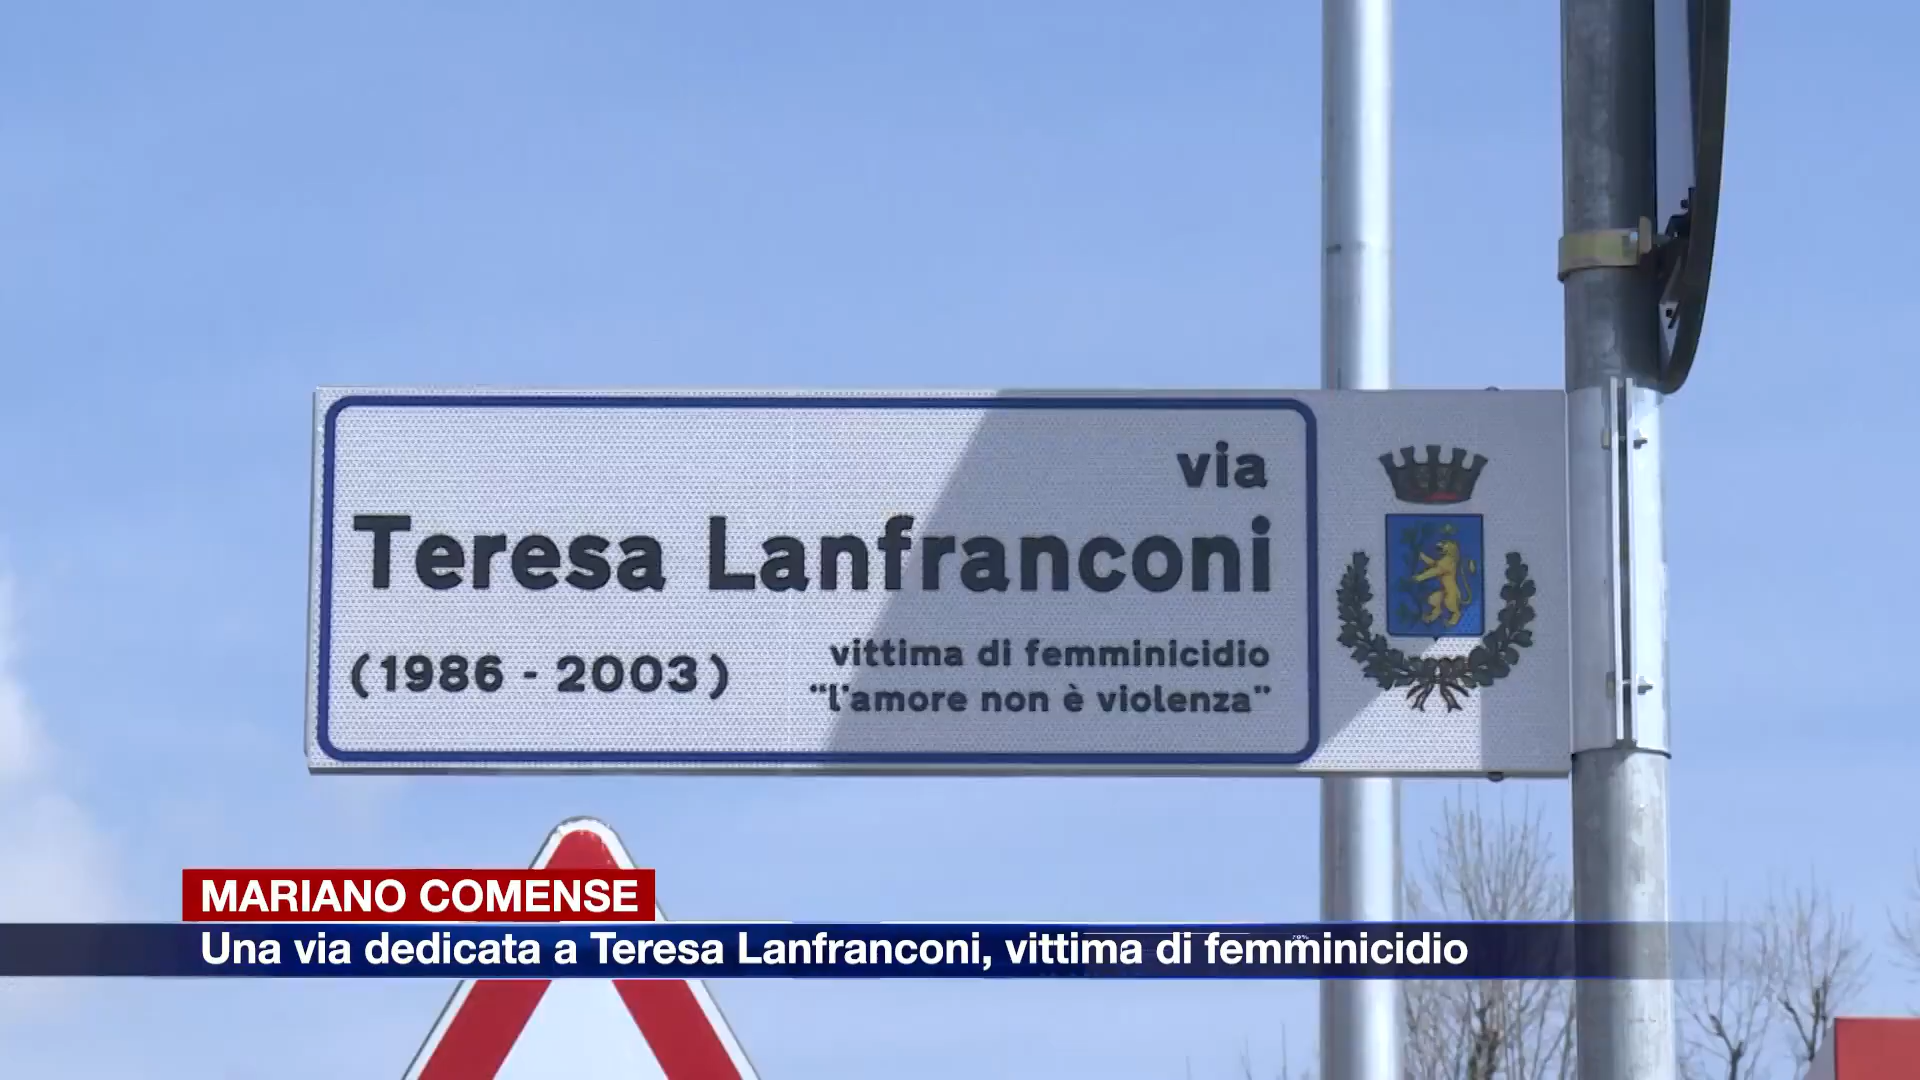 via
Teresa Lanfranconi
(1986 - 2003)
vittima di femminicidio
"l'amore non è violenza"
MARIANO COMENSE
Una via dedicata a Teresa Lanfranconi, vittima di femminicidio